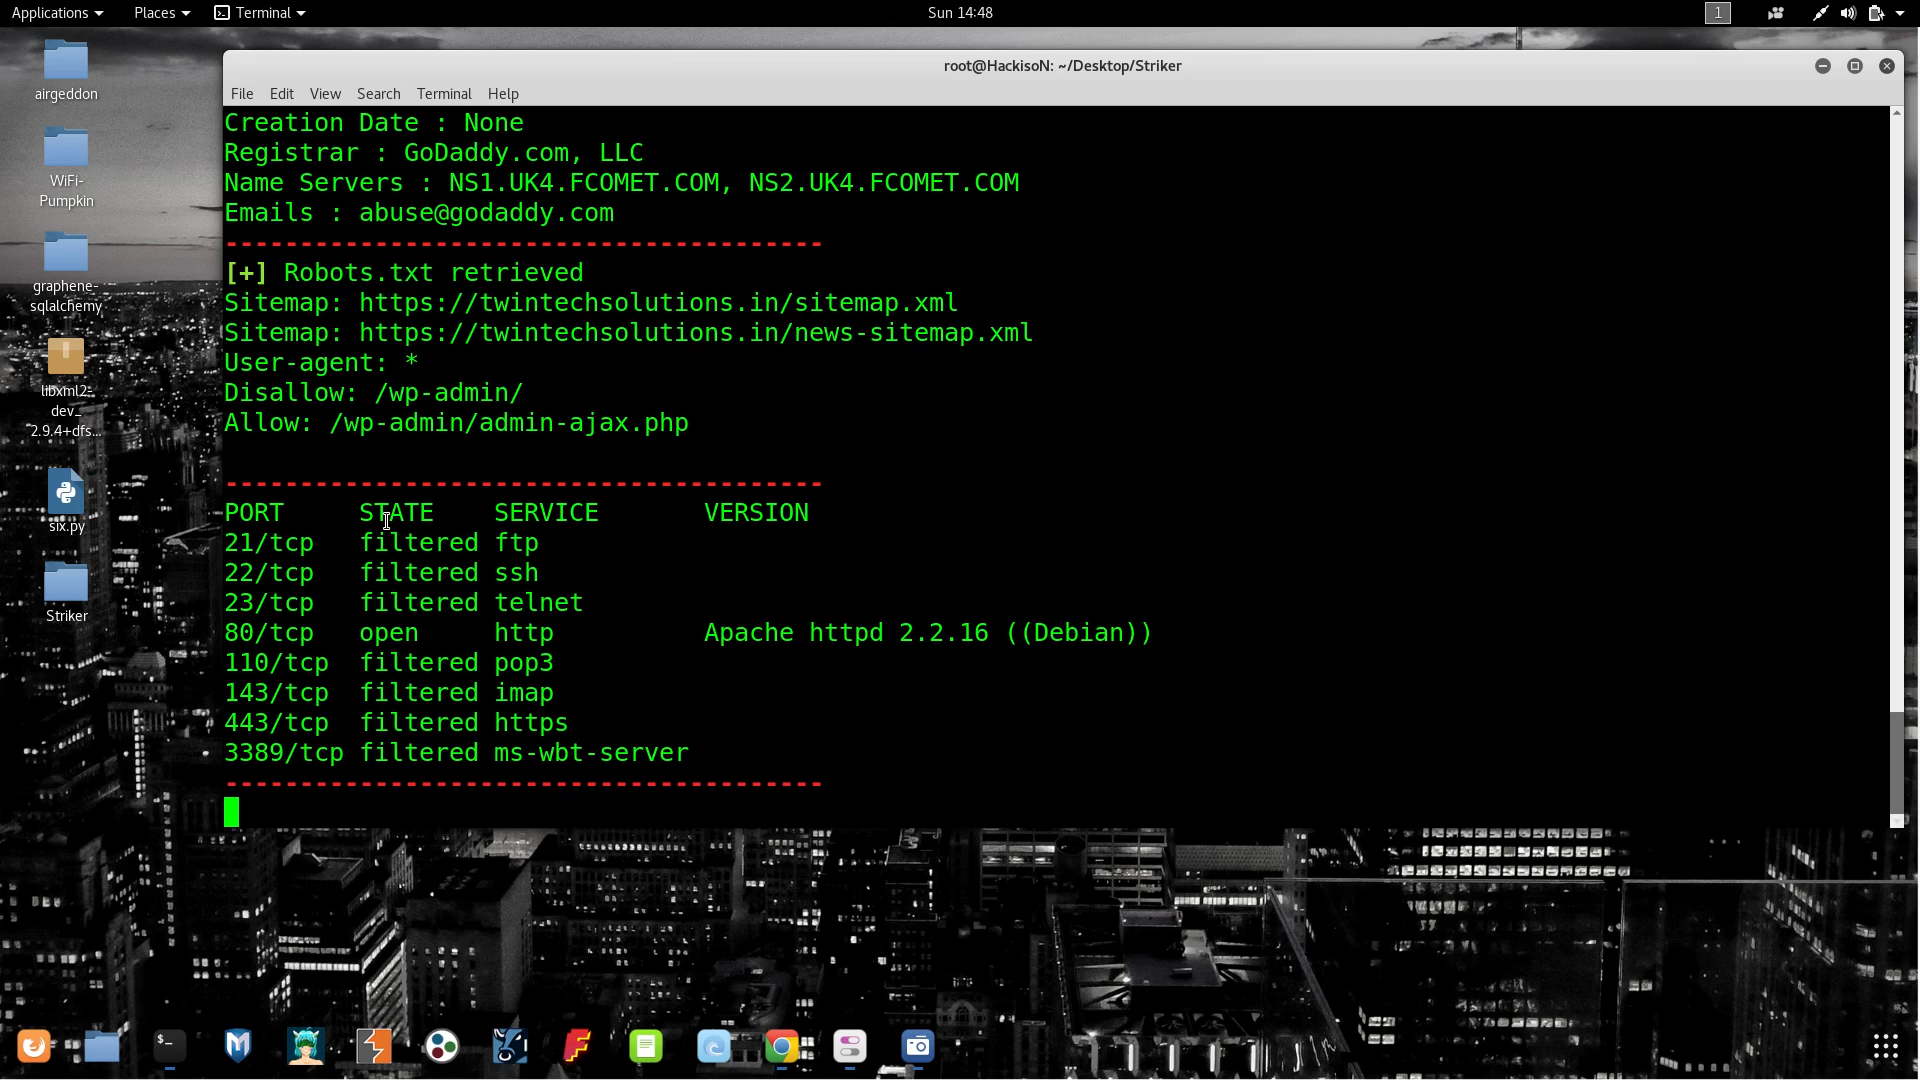 Applications Places Terminal Sun 14:48 1
root@HackisoN: ~/Desktop/Striker
File Edit View Search Terminal Help
airgeddon
WiFi-
Pumpkin
graphene-
sqlalchemy
libxml2-
dev_
2.9.4+dfs...
six.py
Striker
Creation Date : None
Registrar : GoDaddy.com, LLC
Name Servers : NS1.UK4.FCOMET.COM, NS2.UK4.FCOMET.COM
Emails : abuse@godaddy.com
----------------------------------------
[+] Robots.txt retrieved
Sitemap: https://twintechsolutions.in/sitemap.xml
Sitemap: https://twintechsolutions.in/news-sitemap.xml
User-agent: *
Disallow: /wp-admin/
Allow: /wp-admin/admin-ajax.php
----------------------------------------
PORT STATE SERVICE VERSION
21/tcp filtered ftp
22/tcp filtered ssh
23/tcp filtered telnet
80/tcp open http Apache httpd 2.2.16 ((Debian))
110/tcp filtered pop3
143/tcp filtered imap
443/tcp filtered https
3389/tcp filtered ms-wbt-server
----------------------------------------